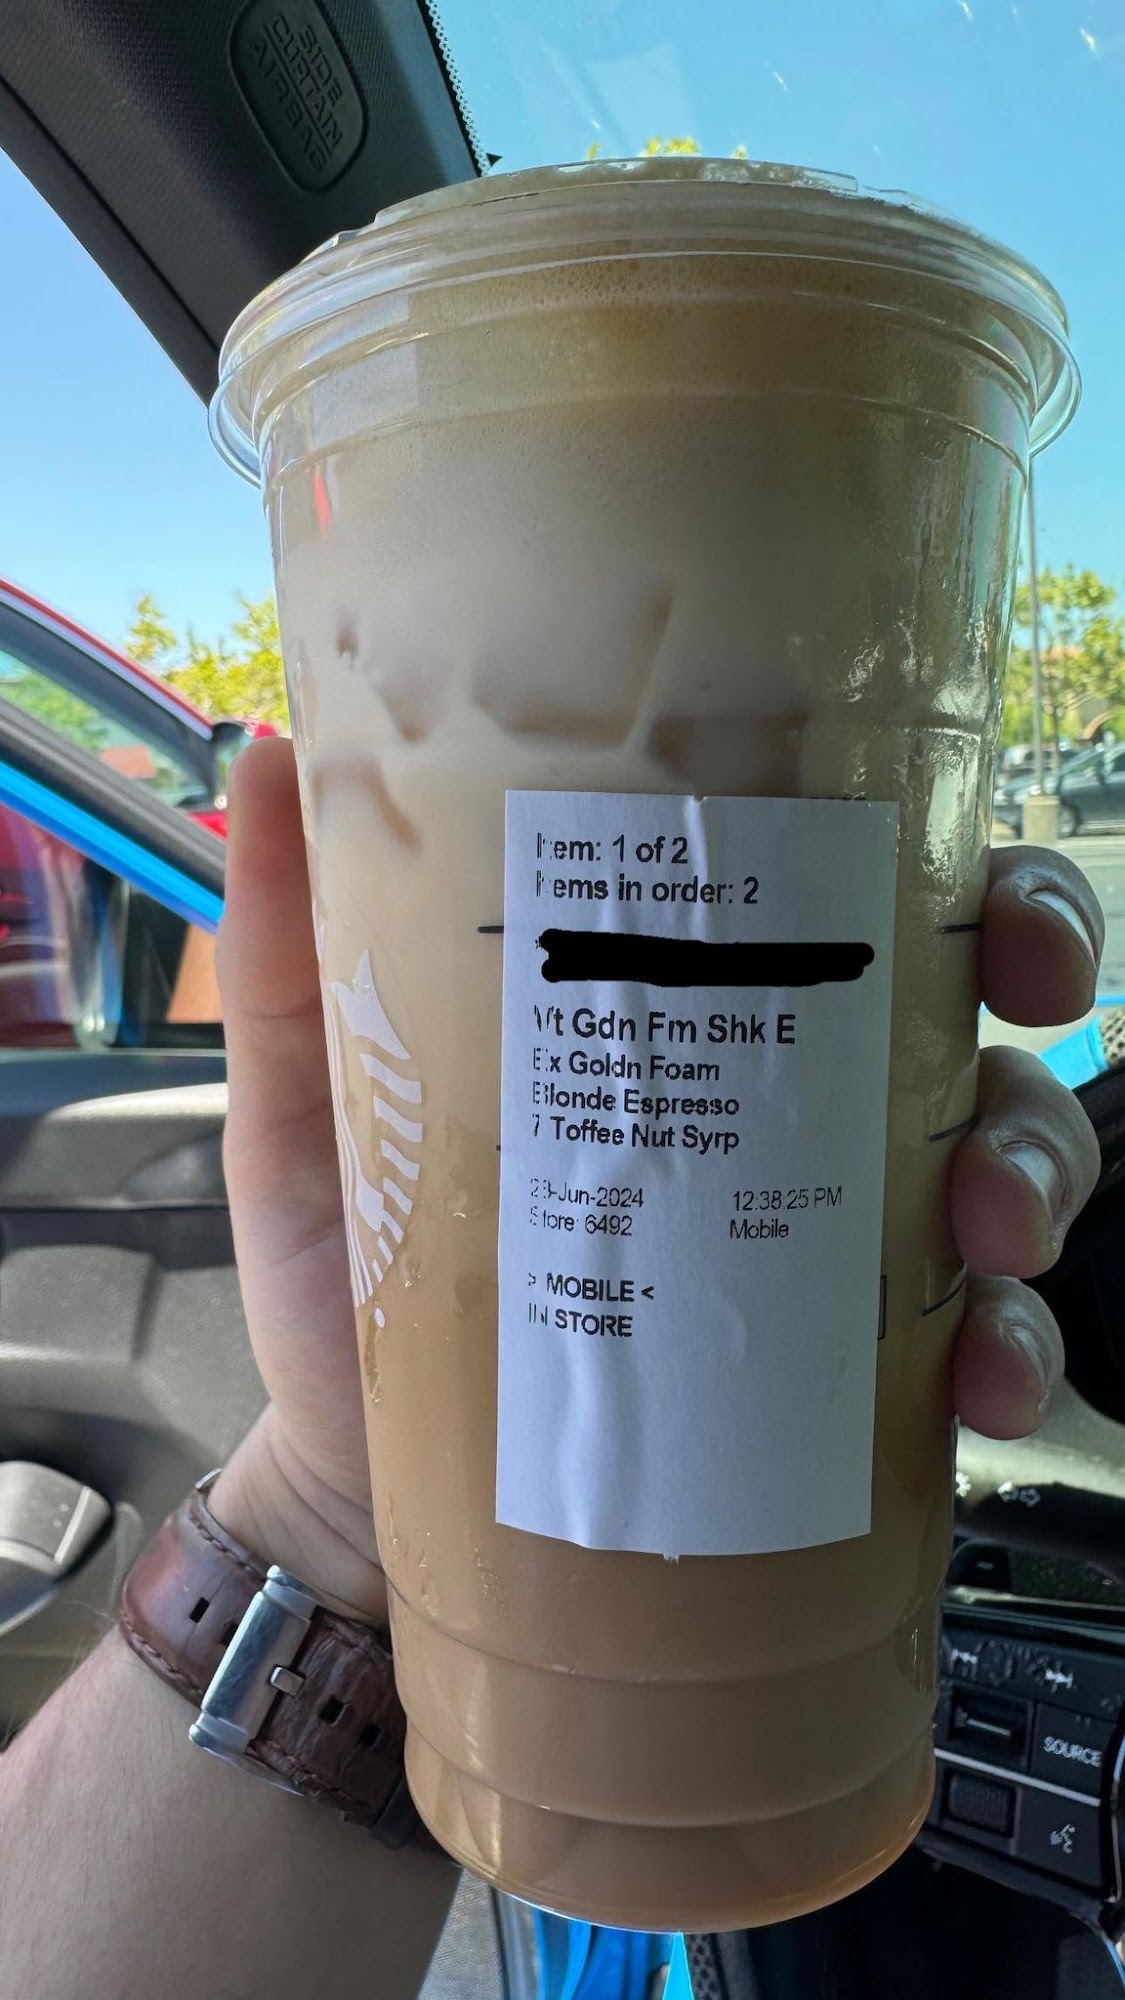 SIDE
CURTAIN
AIRBAG
Item: 1 of 2
Items in order: 2
Vt Gdn Fm Shk E
Ex Goldn Foam
Blonde Espresso
7 Toffee Nut Syrp
-Jun-2024 12:38:25 PM
Store: 6492 Mobile
> MOBILE <
IN STORE
SOURCE